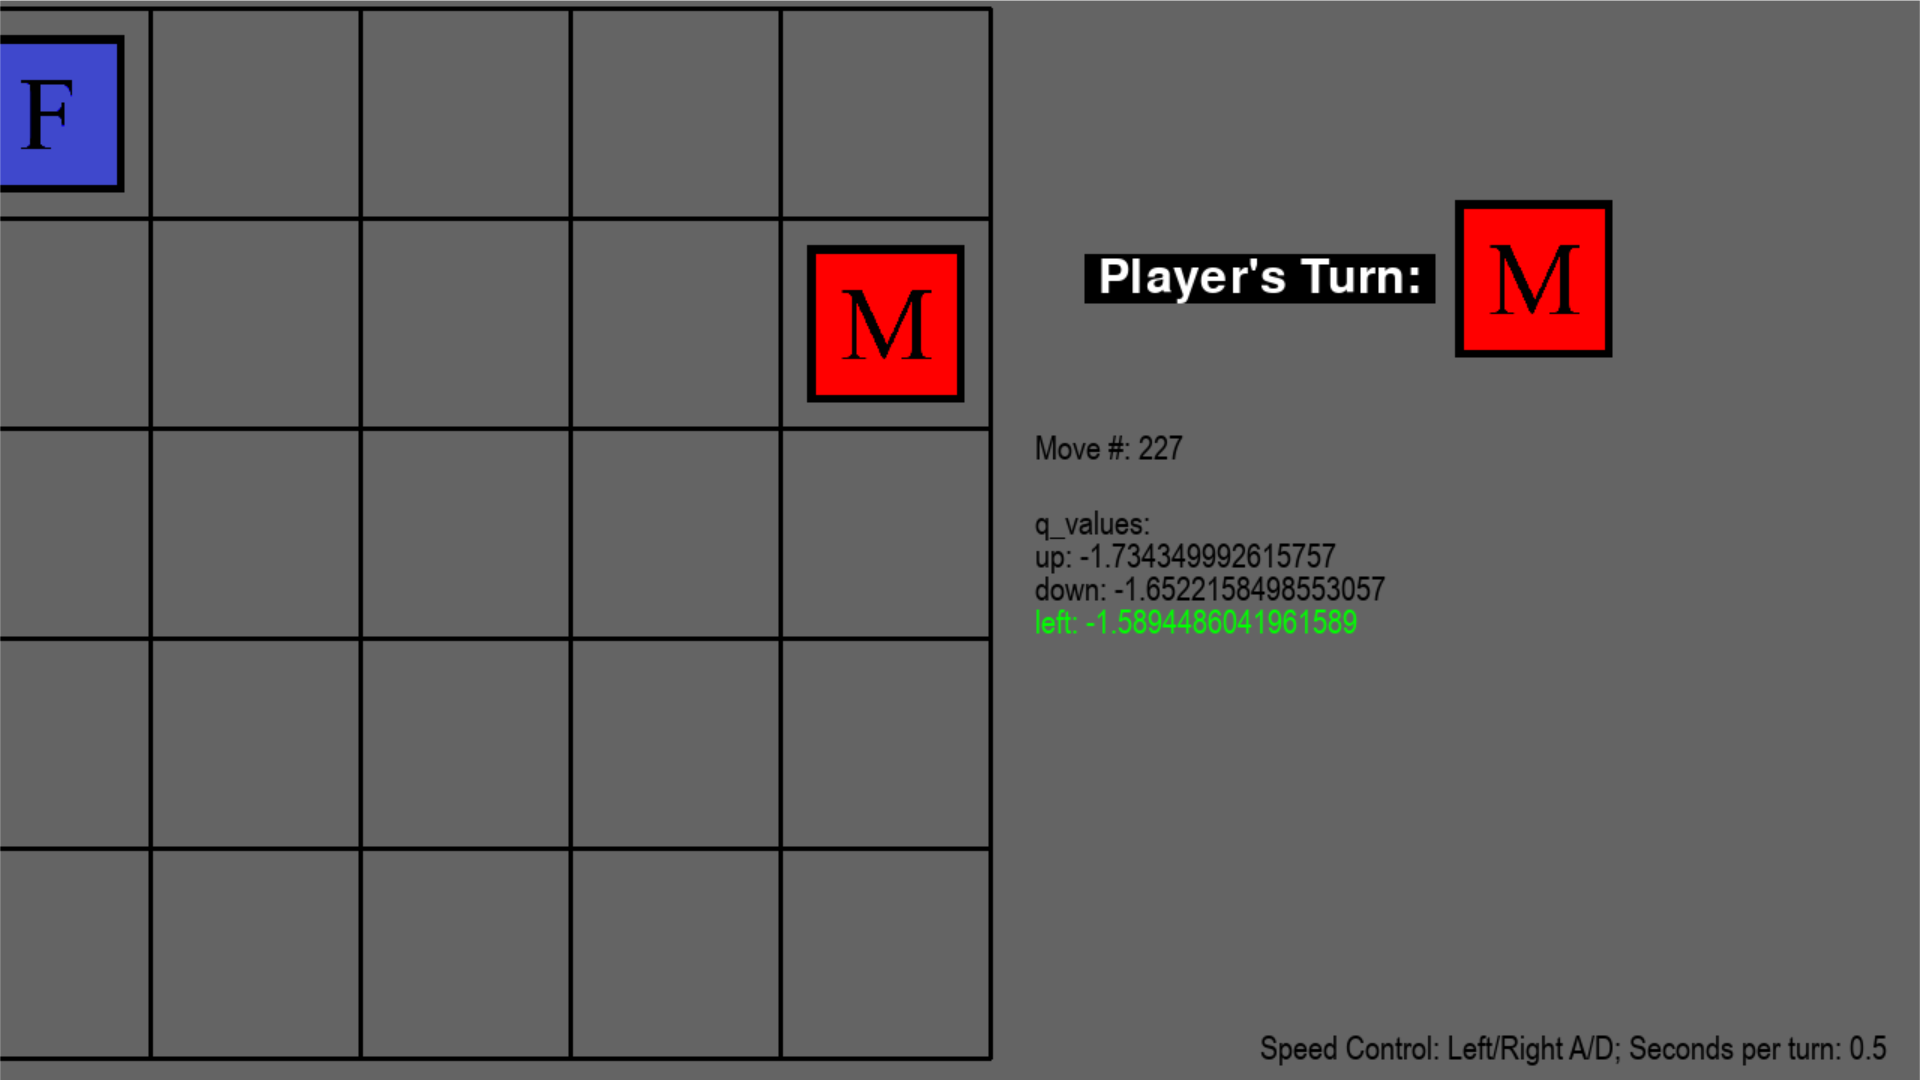 F
M
Player's Turn:
M
Move #: 227
q_values:
up: -1.734349992615757
down: -1.6522158498553057
left: -1.5894486041961589
Speed Control: Left/Right A/D; Seconds per turn: 0.5